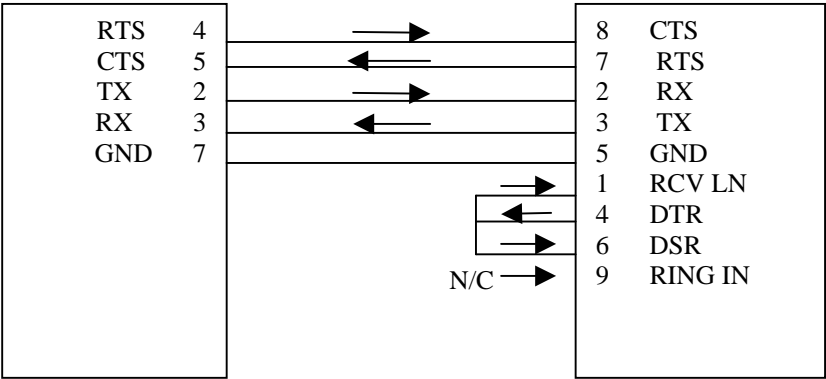 RTS 4 8 CTS
CTS 5 7 RTS
TX 2 2 RX
RX 3 3 TX
GND 7 5 GND
1 RCV LN
4 DTR
6 DSR
N/C 9 RING IN